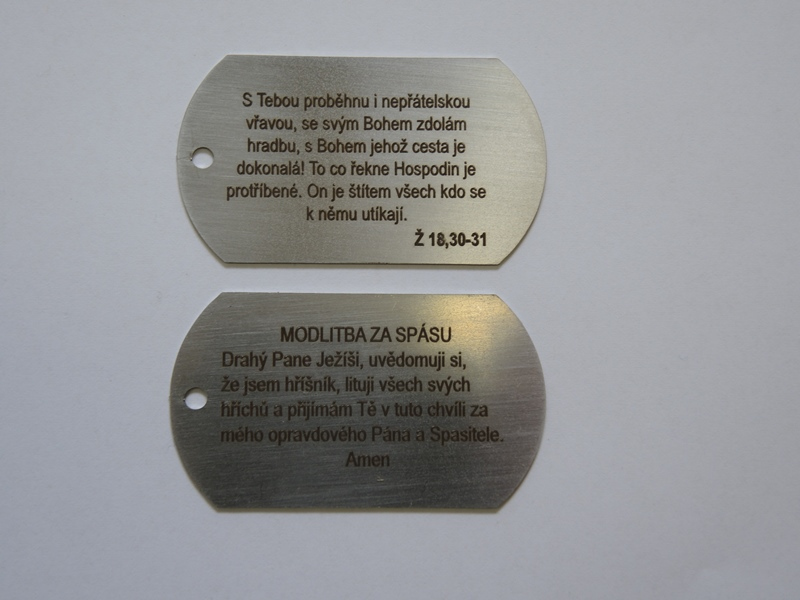 S Tebou proběhnu i nepřátelskou
vřavou, se svým Bohem zdolám
hradbu, s Bohem jehož cesta je
dokonalá! To co řekne Hospodin je
protříbené. On je štítem všech kdo se
k němu utíkají.
Ž 18,30-31
MODLITBA ZA SPÁSU
Drahý Pane Ježíši, uvědomuji si,
že jsem hříšník, lituji všech svých
hříchů a přijímám Tě v tuto chvíli za
mého opravdového Pána a Spasitele.
Amen